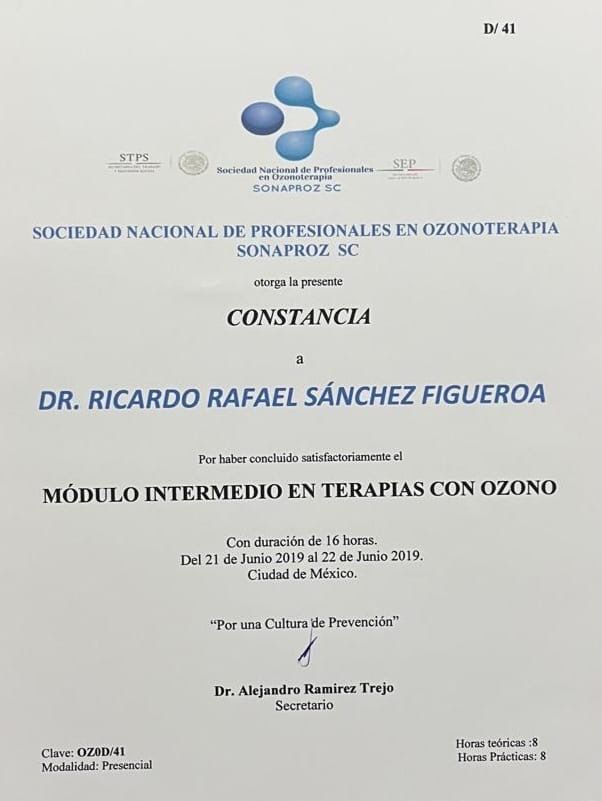 D/ 41
STPS
SEP
Sociedad Nacional de Profesionales
en Ozonoterapia
SONAPROZ SC
SOCIEDAD NACIONAL DE PROFESIONALES EN OZONOTERAPIA
SONAPROZ SC
otorga la presente
CONSTANCIA
a
DR. RICARDO RAFAEL SÁNCHEZ FIGUEROA
Por haber concluido satisfactoriamente el
MÓDULO INTERMEDIO EN TERAPIAS CON OZONO
Con duración de 16 horas.
Del 21 de Junio 2019 al 22 de Junio 2019.
Ciudad de México.
“Por una Cultura de Prevención”
Dr. Alejandro Ramirez Trejo
Secretario
Clave: OZ0D/41
Modalidad: Presencial
Horas teóricas :8
Horas Prácticas: 8